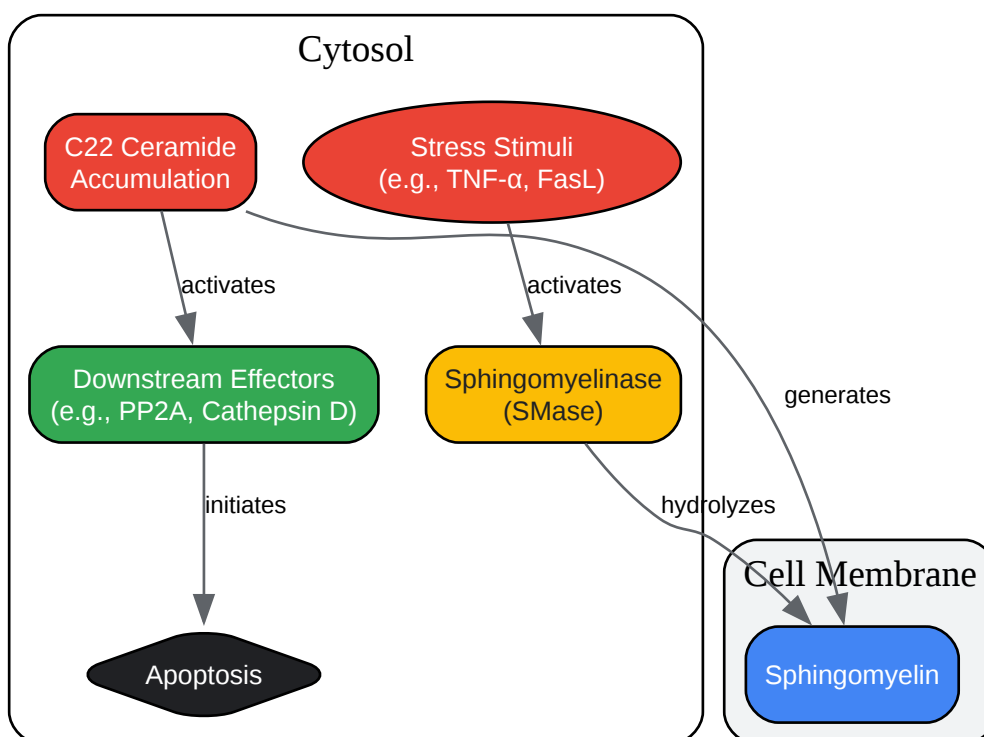 Cytosol
C22 Ceramide
Accumulation
Stress Stimuli
(e.g., TNF-α, FasL)
activates
activates
Downstream Effectors
(e.g., PP2A, Cathepsin D)
Sphingomyelinase
(SMase)
generates
initiates
hydrolyzes
Cell Membrane
Apoptosis
Sphingomyelin